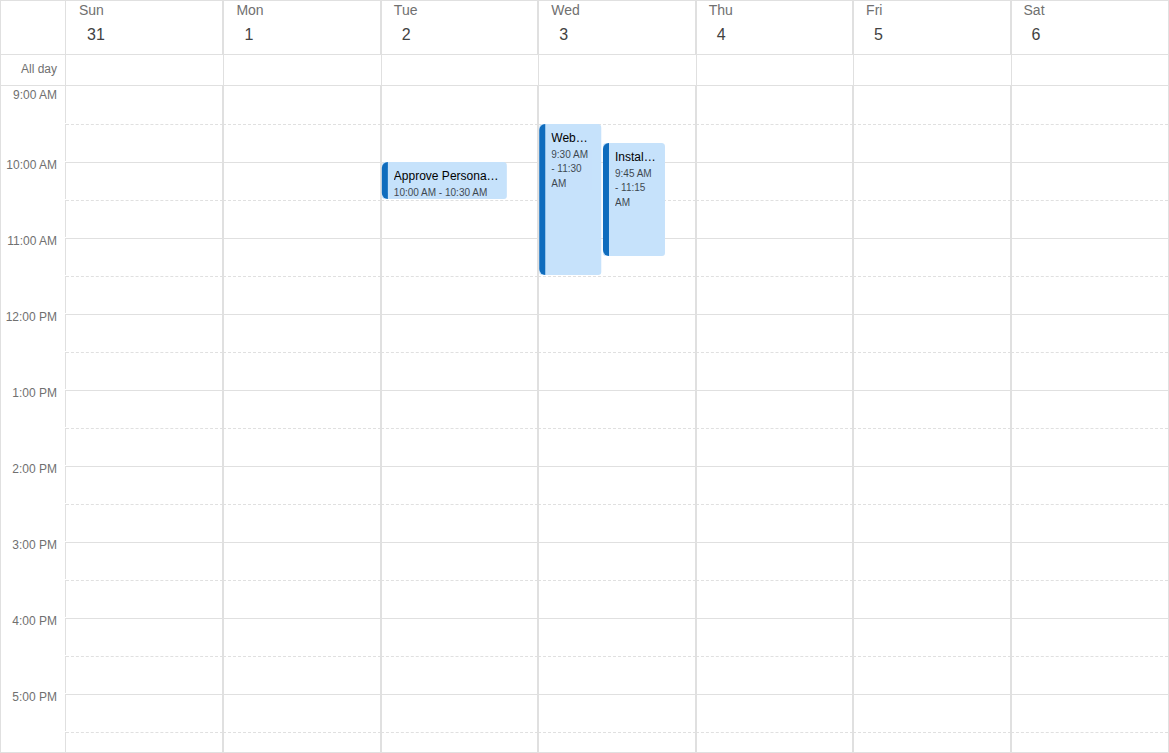 Sun Mon Tue Wed Thu Fri Sat
31 1 2 3 4 5 6
All day
9:00 AM
Web...
Instal...
9:30 AM
- 11:30
AM
9:45 AM
- 11:15
AM
10:00 AM
Approve Persona...
10:00 AM - 10:30 AM
11:00 AM
12:00 PM
1:00 PM
2:00 PM
3:00 PM
4:00 PM
5:00 PM